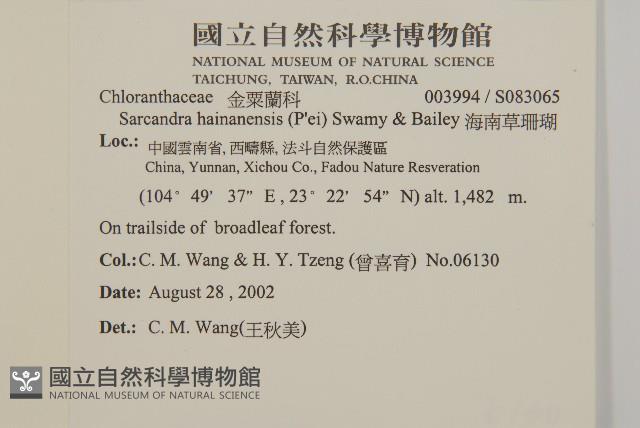 國立自然科學博物館
NATIONAL MUSEUM OF NATURAL SCIENCE
TAICHUNG, TAIWAN, R.O.CHINA
Chloranthaceae 金粟蘭科 003994 / S083065
Sarcandra hainanensis (P'ei) Swamy & Bailey 海南草珊瑚
Loc.: 中國雲南省, 西疇縣, 法斗自然保護區
China, Yunnan, Xichou Co., Fadou Nature Resveration
(104° 49' 37" E , 23° 22' 54" N) alt. 1,482 m.
On trailside of broadleaf forest.
Col.: C. M. Wang & H. Y. Tzeng (曾喜育) No.06130
Date: August 28 , 2002
Det.: C. M. Wang(王秋美)
國立自然科學博物館
NATIONAL MUSEUM OF NATURAL SCIENCE